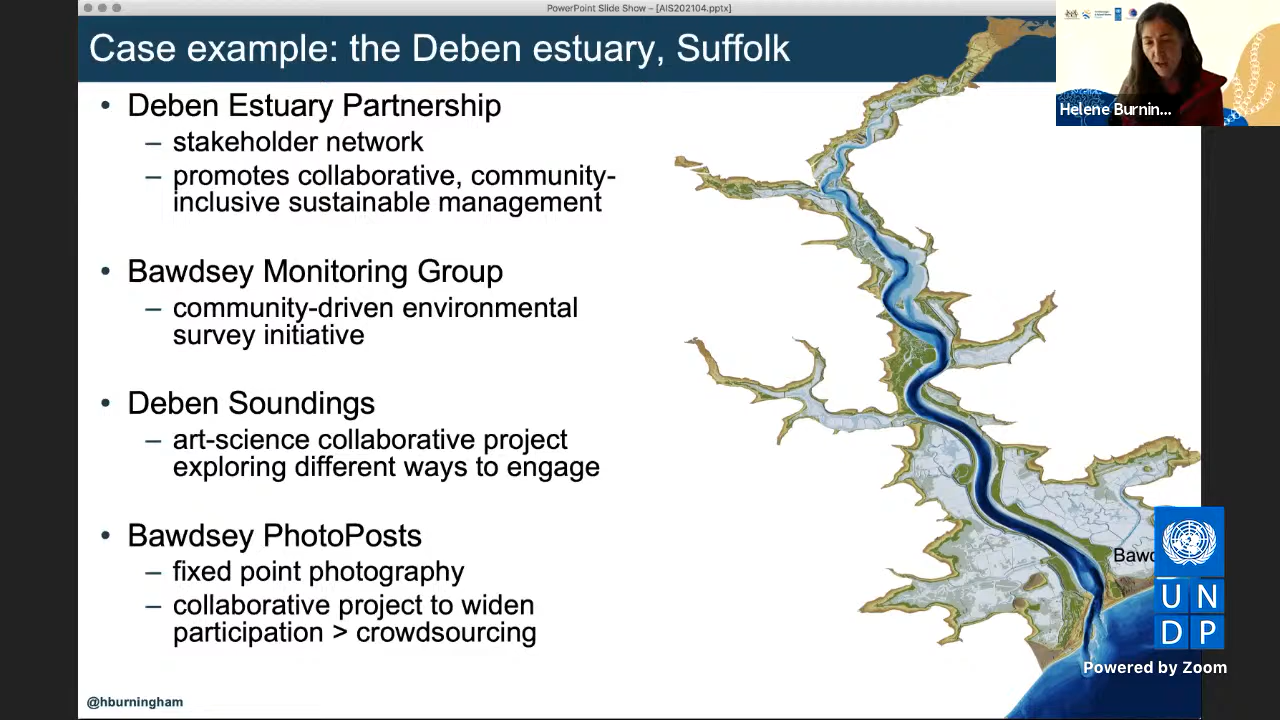 PowerPoint Slide Show – [AIS202104.pptx]
Case example: the Deben estuary, Suffolk
Helene Burnin...
• Deben Estuary Partnership
– stakeholder network
– promotes collaborative, community-
inclusive sustainable management
• Bawdsey Monitoring Group
– community-driven environmental
survey initiative
• Deben Soundings
– art-science collaborative project
exploring different ways to engage
• Bawdsey PhotoPosts
– fixed point photography
– collaborative project to widen
participation > crowdsourcing
Bawd
U N
D P
Powered by Zoom
@hburningham